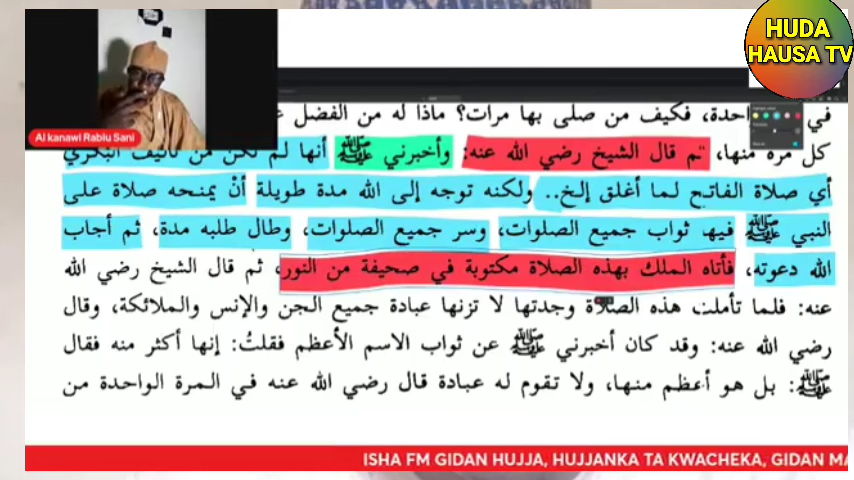 HUDA
HAUSA TV
Al kanawi Rabiu Sani
في احدة، فكيف من صلى بها مرات؟ ماذا له من الفضل
كل مرة منها، ثم قال الشيخ رضي الله عنه: وأخبرني ﷺ أنها لم تكن من تأليف البكري
أي صلاة الفاتح لما أغلق إلخ.. ولكنه توجه إلى الله مدة طويلة أنْ يمنحه صلاة على
النبي ﷺ فيها ثواب جميع الصلوات، وسر جميع الصلوات، وطال طلبه مدة، ثم أجاب
الله دعوته، فأتاه الملك بهذه الصلاة مكتوبة في صحيفة من النور، ثم قال الشيخ رضي الله
عنه: فلما تأملت هذه الصلاة وجدتها لا تزنها عبادة جميع الجن والإنس والملائكة، وقال
رضي الله عنه: وقد كان أخبرني ﷺ عن ثواب الاسم الأعظم فقلتُ: إنها أكثر منه فقال
ﷺ: بل هو أعظم منها، ولا تقوم له عبادة قال رضي الله عنه في المرة الواحدة من
ISHA FM GIDAN HUJJA, HUJJANKA TA KWACHEKA, GIDAN MA